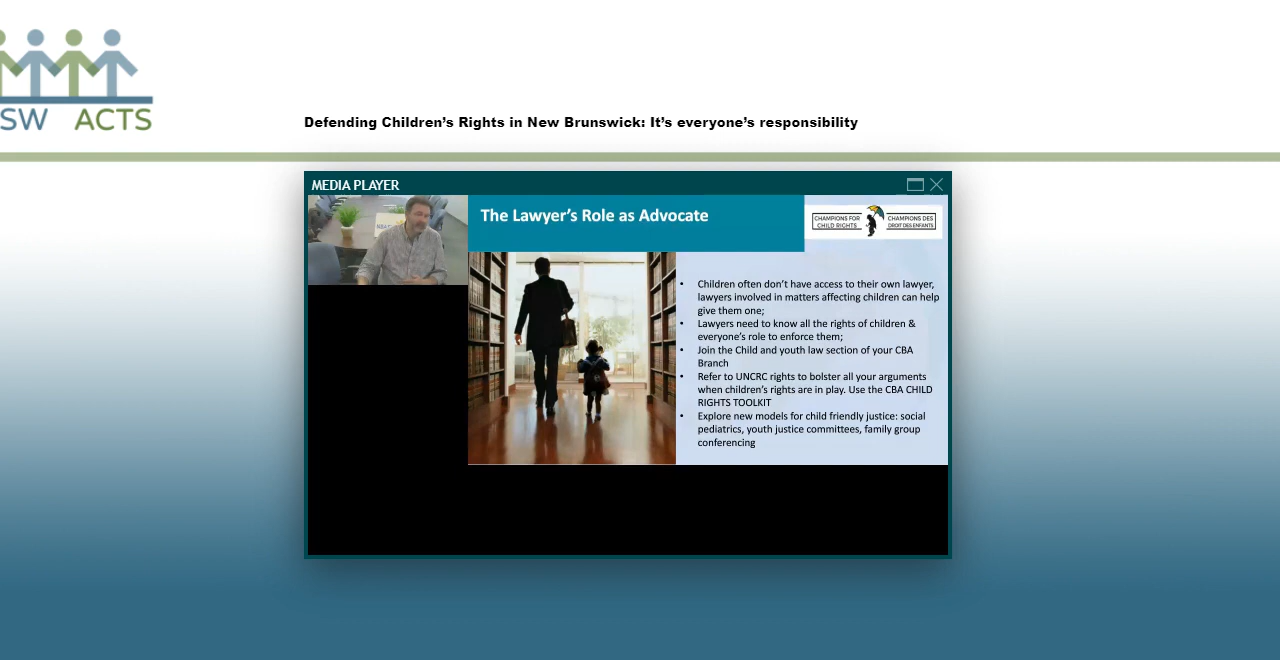 SW ACTS
Defending Children’s Rights in New Brunswick: It’s everyone’s responsibility
MEDIA PLAYER
The Lawyer’s Role as Advocate
CHAMPIONS FOR
CHILD RIGHTS
CHAMPIONS DES
DROIT DES ENFANTS
• Children often don’t have access to their own lawyer,
lawyers involved in matters affecting children can help
give them one;
• Lawyers need to know all the rights of children &
everyone’s role to enforce them;
• Join the Child and youth law section of your CBA
Branch
• Refer to UNCRC rights to bolster all your arguments
when children’s rights are in play. Use the CBA CHILD
RIGHTS TOOLKIT
• Explore new models for child friendly justice: social
pediatrics, youth justice committees, family group
conferencing